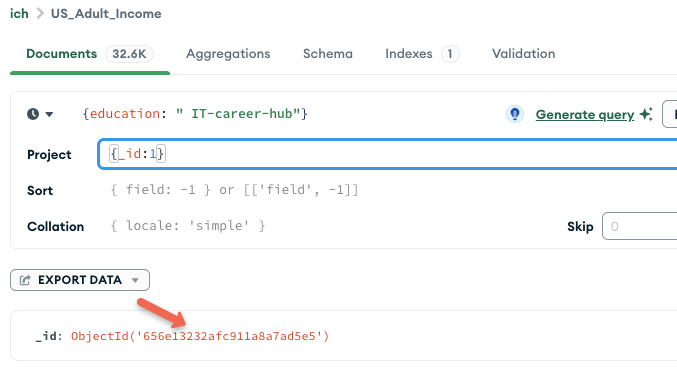 ich > US_Adult_Income
Documents 32.6K Aggregations Schema Indexes 1 Validation
{education: " IT-career-hub"} Generate query
Project {_id:1}
Sort { field: -1 } or [['field', -1]]
Collation { locale: 'simple' } Skip 0
EXPORT DATA
_id: ObjectId('656e13232afc911a8a7ad5e5')